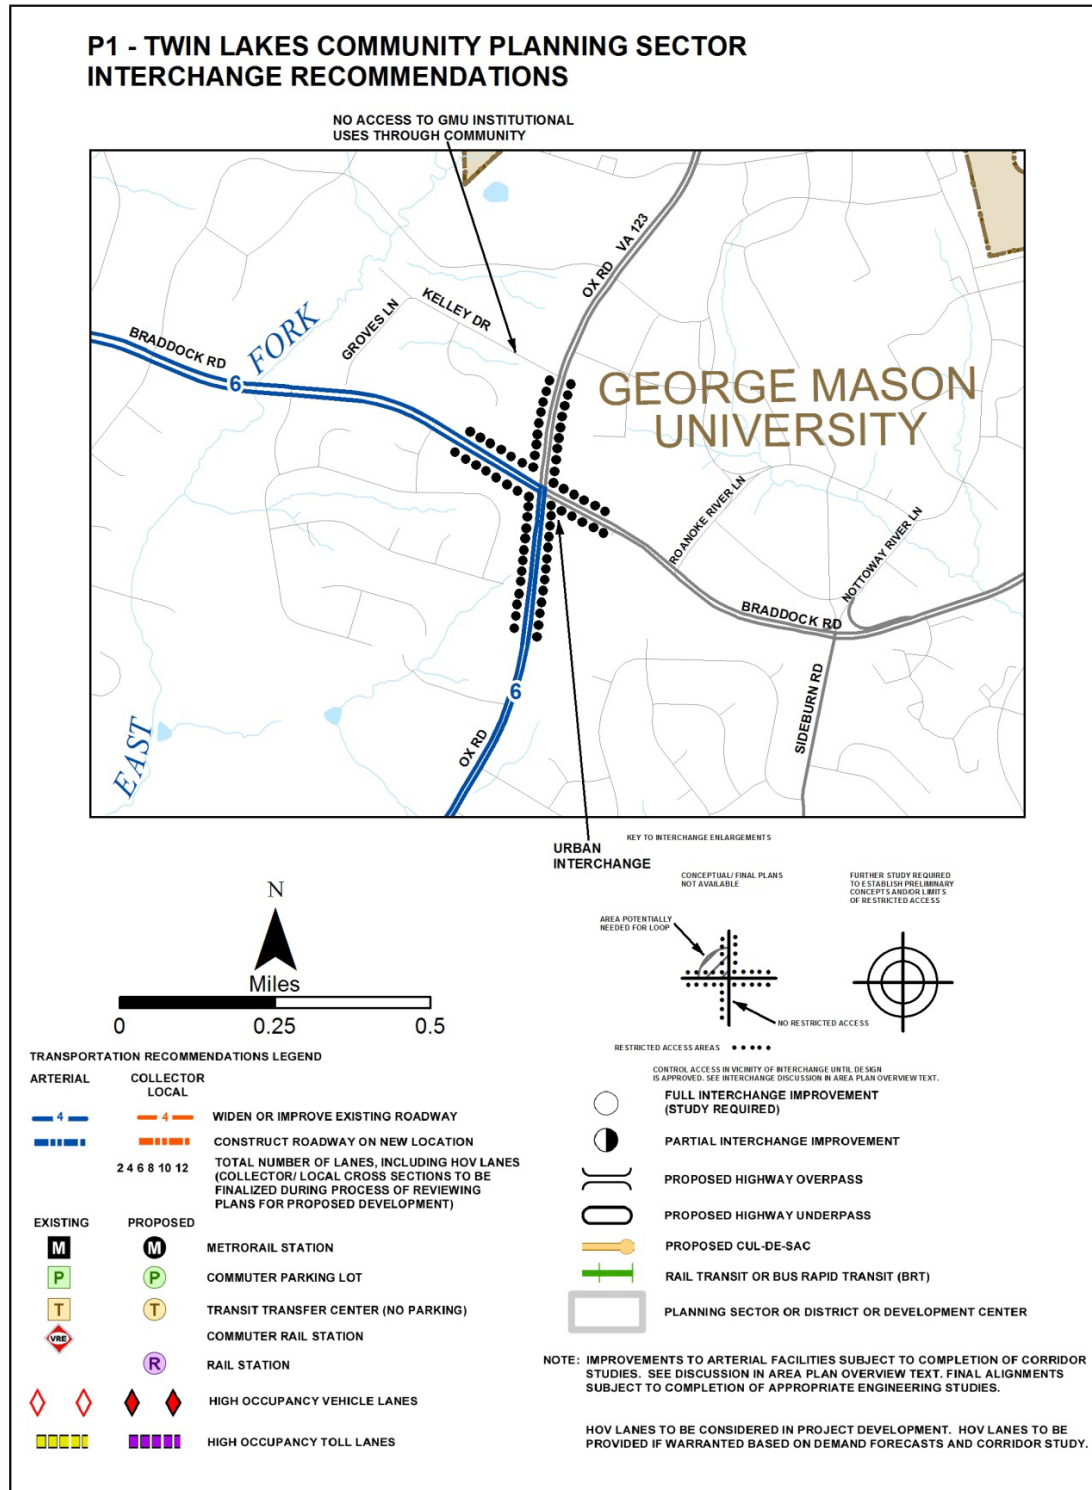 P1 - TWIN LAKES COMMUNITY PLANNING SECTOR
INTERCHANGE RECOMMENDATIONS
NO ACCESS TO GMU INSTITUTIONAL
USES THROUGH COMMUNITY
OX RD VA 123
KELLEY DR
GROVES LN
FORK
BRADDOCK RD
6
GEORGE MASON
UNIVERSITY
ROANOKE RIVER LN
NOTTOWAY RIVER LN
BRADDOCK RD
SIDEBURN RD
6
OX RD
EAST
URBAN
INTERCHANGE
KEY TO INTERCHANGE ENLARGEMENTS
CONCEPTUAL/ FINAL PLANS
NOT AVAILABLE
FURTHER STUDY REQUIRED
TO ESTABLISH PRELIMINARY
CONCEPTS AND/OR LIMITS
OF RESTRICTED ACCESS
AREA POTENTIALLY
NEEDED FOR LOOP
NO RESTRICTED ACCESS
RESTRICTED ACCESS AREAS
CONTROL ACCESS IN VICINITY OF INTERCHANGE UNTIL DESIGN
IS APPROVED. SEE INTERCHANGE DISCUSSION IN AREA PLAN OVERVIEW TEXT.
N
Miles
0 0.25 0.5
TRANSPORTATION RECOMMENDATIONS LEGEND
ARTERIAL COLLECTOR
LOCAL
4 4 WIDEN OR IMPROVE EXISTING ROADWAY
CONSTRUCT ROADWAY ON NEW LOCATION
2 4 6 8 10 12 TOTAL NUMBER OF LANES, INCLUDING HOV LANES
(COLLECTOR/ LOCAL CROSS SECTIONS TO BE
FINALIZED DURING PROCESS OF REVIEWING
PLANS FOR PROPOSED DEVELOPMENT)
EXISTING PROPOSED
M M METRORAIL STATION
P P COMMUTER PARKING LOT
T T TRANSIT TRANSFER CENTER (NO PARKING)
VRE COMMUTER RAIL STATION
R RAIL STATION
HIGH OCCUPANCY VEHICLE LANES
HIGH OCCUPANCY TOLL LANES
FULL INTERCHANGE IMPROVEMENT
(STUDY REQUIRED)
PARTIAL INTERCHANGE IMPROVEMENT
PROPOSED HIGHWAY OVERPASS
PROPOSED HIGHWAY UNDERPASS
PROPOSED CUL-DE-SAC
RAIL TRANSIT OR BUS RAPID TRANSIT (BRT)
PLANNING SECTOR OR DISTRICT OR DEVELOPMENT CENTER
NOTE: IMPROVEMENTS TO ARTERIAL FACILITIES SUBJECT TO COMPLETION OF CORRIDOR
STUDIES. SEE DISCUSSION IN AREA PLAN OVERVIEW TEXT. FINAL ALIGNMENTS
SUBJECT TO COMPLETION OF APPROPRIATE ENGINEERING STUDIES.
HOV LANES TO BE CONSIDERED IN PROJECT DEVELOPMENT. HOV LANES TO BE
PROVIDED IF WARRANTED BASED ON DEMAND FORECASTS AND CORRIDOR STUDY.